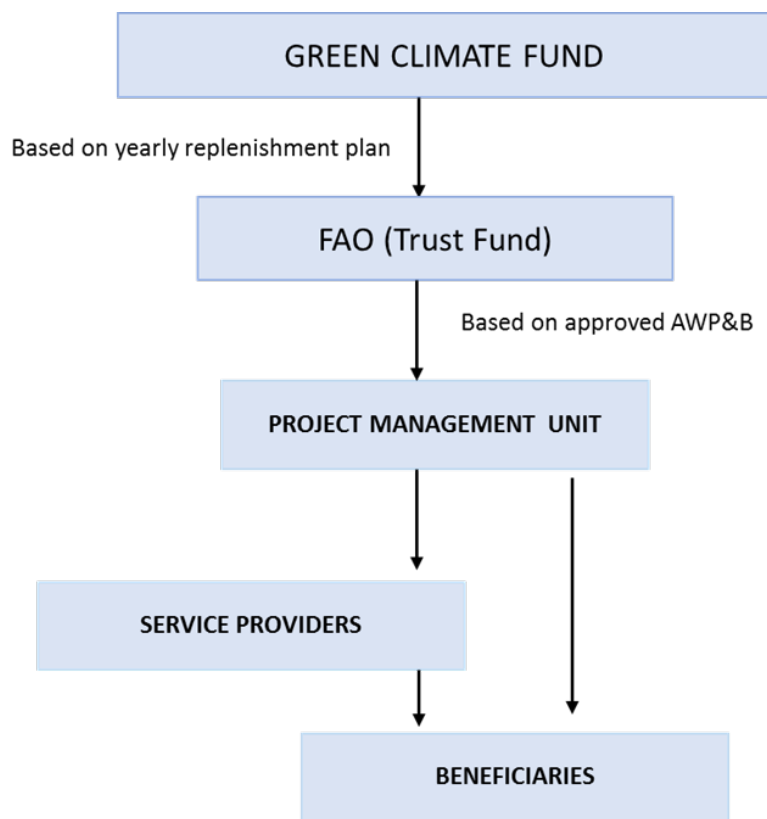 GREEN CLIMATE FUND
Based on yearly replenishment plan
FAO (Trust Fund)
Based on approved AWP&B
PROJECT MANAGEMENT UNIT
SERVICE PROVIDERS
BENEFICIARIES